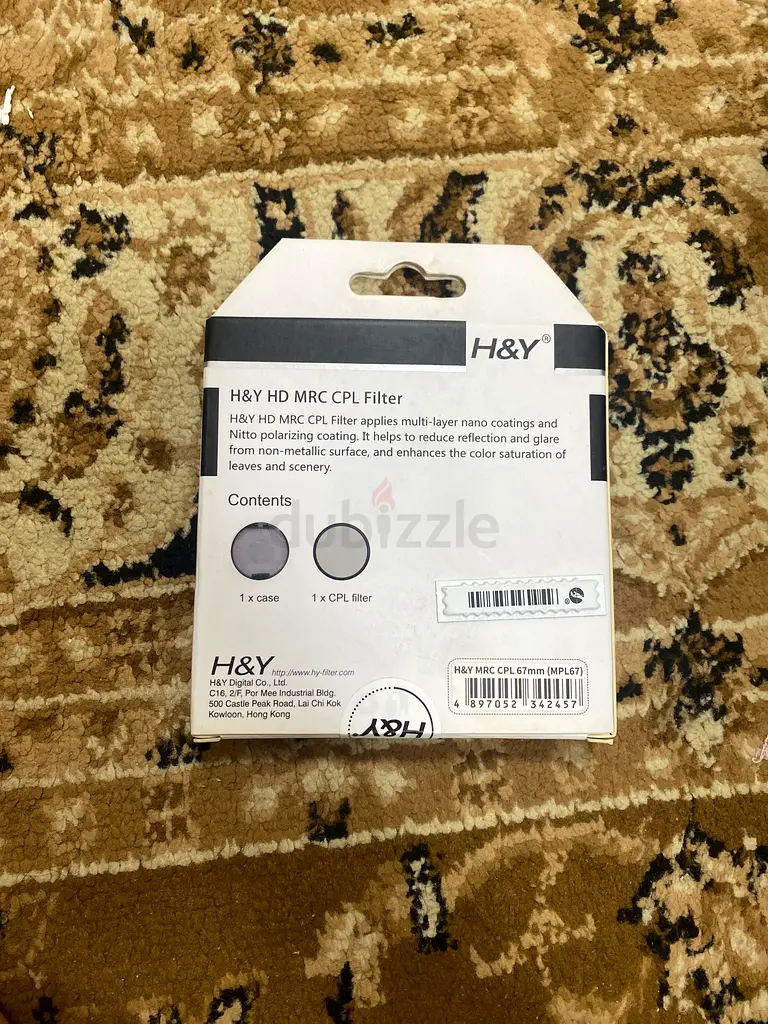 H&Y®
H&Y HD MRC CPL Filter
H&Y HD MRC CPL Filter applies multi-layer nano coatings and
Nitto polarizing coating. It helps to reduce reflection and glare
from non-metallic surface, and enhances the color saturation of
leaves and scenery.
Contents
dubizzle
1 x case
1 x CPL filter
H&Y http://www.hy-filter.com
H&Y Digital Co., Ltd.
C16, 2/F, Por Mee Industrial Bldg.
500 Castle Peak Road, Lai Chi Kok
Kowloon, Hong Kong
H&Y MRC CPL 67mm (MPL67)
4 897052 342457
H&Y